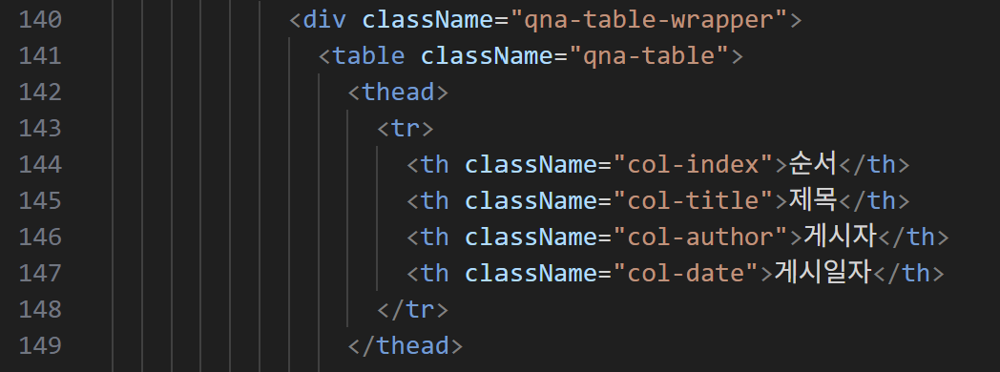 140 <div className="qna-table-wrapper">
141 <table className="qna-table">
142 <thead>
143 <tr>
144 <th className="col-index">순서</th>
145 <th className="col-title">제목</th>
146 <th className="col-author">게시자</th>
147 <th className="col-date">게시일자</th>
148 </tr>
149 </thead>